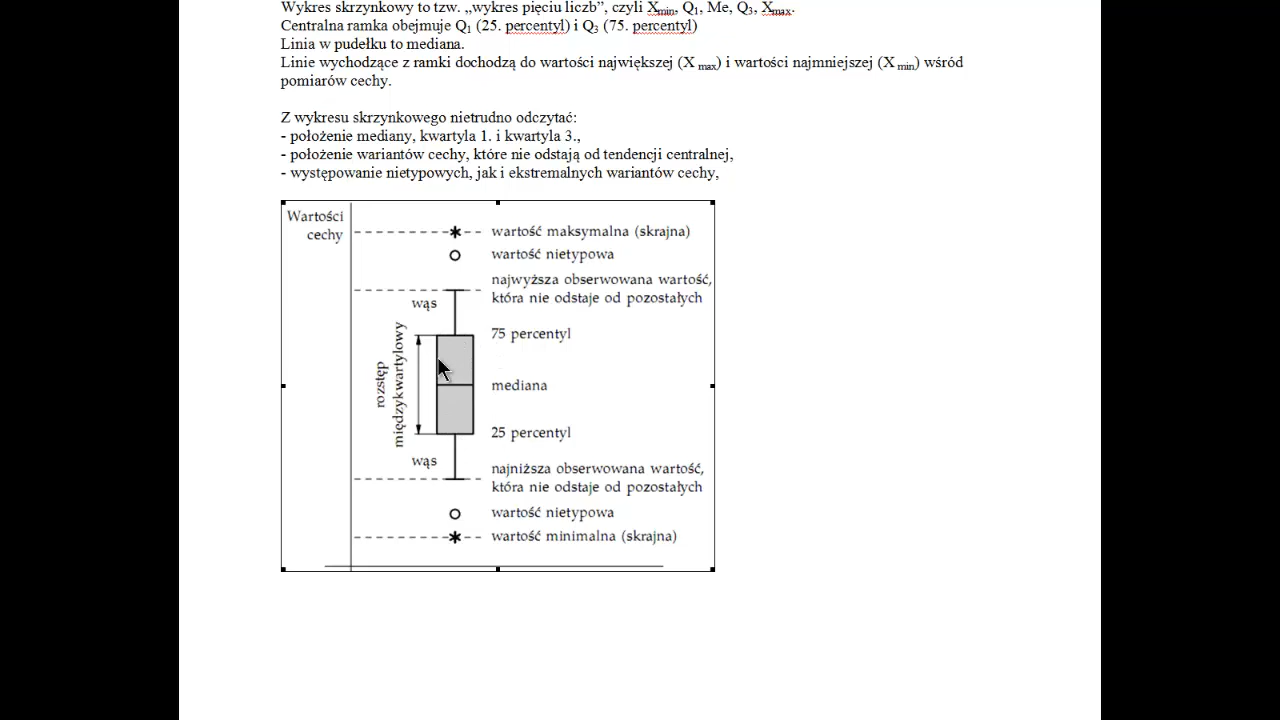 Wykres skrzynkowy to tzw. „wykres pięciu liczb”, czyli Xmin, Q1, Me, Q3, Xmax.
Centralna ramka obejmuje Q1 (25. percentyl) i Q3 (75. percentyl)
Linia w pudełku to mediana.
Linie wychodzące z ramki dochodzą do wartości największej (X max) i wartości najmniejszej (X min) wśród
pomiarów cechy.
Z wykresu skrzynkowego nietrudno odczytać:
- położenie mediany, kwartyla 1. i kwartyla 3.,
- położenie wariantów cechy, które nie odstają od tendencji centralnej,
- występowanie nietypowych, jak i ekstremalnych wariantów cechy,
Wartości
cechy
wartość maksymalna (skrajna)
wartość nietypowa
najwyższa obserwowana wartość,
która nie odstaje od pozostałych
wąs
75 percentyl
rozstęp
międzykwartylowy
mediana
25 percentyl
wąs
najniższa obserwowana wartość,
która nie odstaje od pozostałych
wartość nietypowa
wartość minimalna (skrajna)